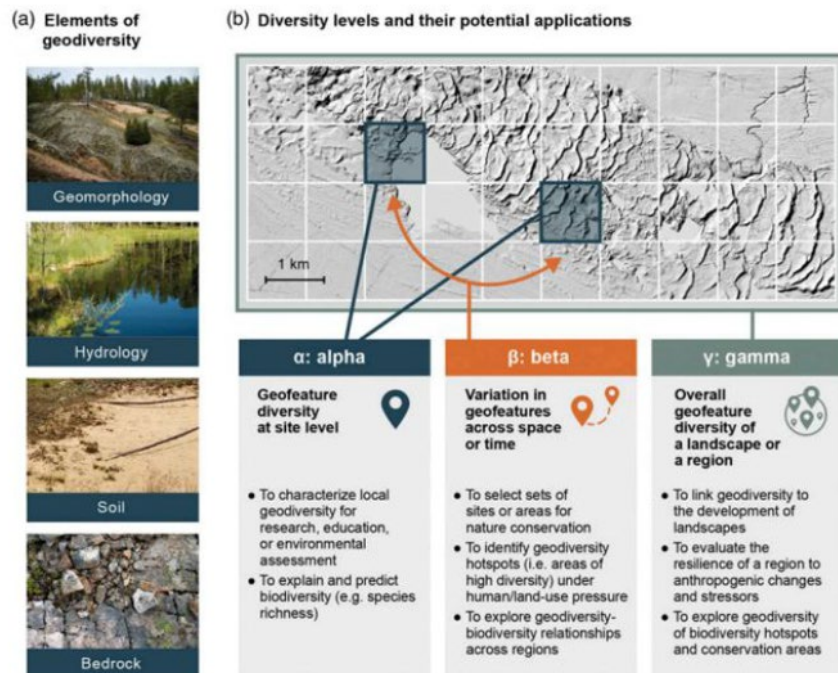 (a) Elements of
geodiversity
Geomorphology
Hydrology
Soil
Bedrock
(b) Diversity levels and their potential applications
1 km
α: alpha
Geofeature
diversity
at site level
● To characterize local
geodiversity for
research, education,
or environmental
assessment
● To explain and predict
biodiversity (e.g. species
richness)
β: beta
Variation in
geofeatures
across space
or time
● To select sets of
sites or areas for
nature conservation
● To identify geodiversity
hotspots (i.e. areas of
high diversity) under
human/land-use pressure
● To explore geodiversity-
biodiversity relationships
across regions
γ: gamma
Overall
geofeature
diversity of
a landscape or
a region
● To link geodiversity to
the development of
landscapes
● To evaluate the
resilience of a region to
anthropogenic changes
and stressors
● To explore geodiversity
of biodiversity hotspots
and conservation areas